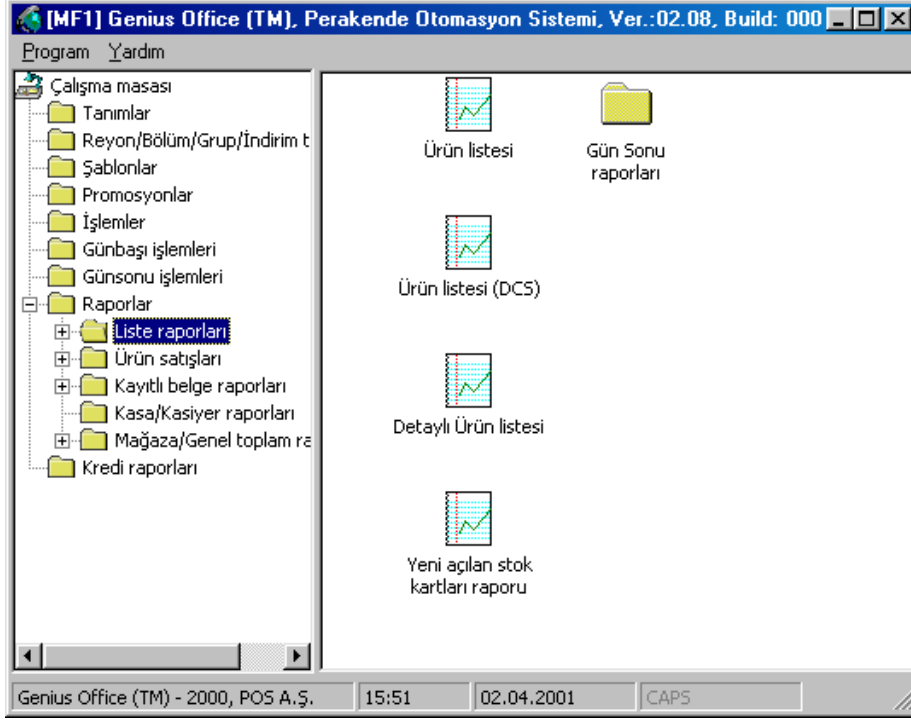 [MF1] Genius Office (TM), Perakende Otomasyon Sistemi, Ver.:02.08, Build: 000
Program Yardım
Çalışma masası
Tanımlar
Reyon/Bölüm/Grup/İndirim t
Şablonlar
Promosyonlar
İşlemler
Günbaşı işlemleri
Günsonu işlemleri
Raporlar
Liste raporları
Ürün satışları
Kayıtlı belge raporları
Kasa/Kasiyer raporları
Mağaza/Genel toplam ra
Kredi raporları
Ürün listesi
Gün Sonu
raporları
Ürün listesi (DCS)
Detaylı Ürün listesi
Yeni açılan stok
kartları raporu
Genius Office (TM) - 2000, POS A.Ş. 15:51 02.04.2001 CAPS